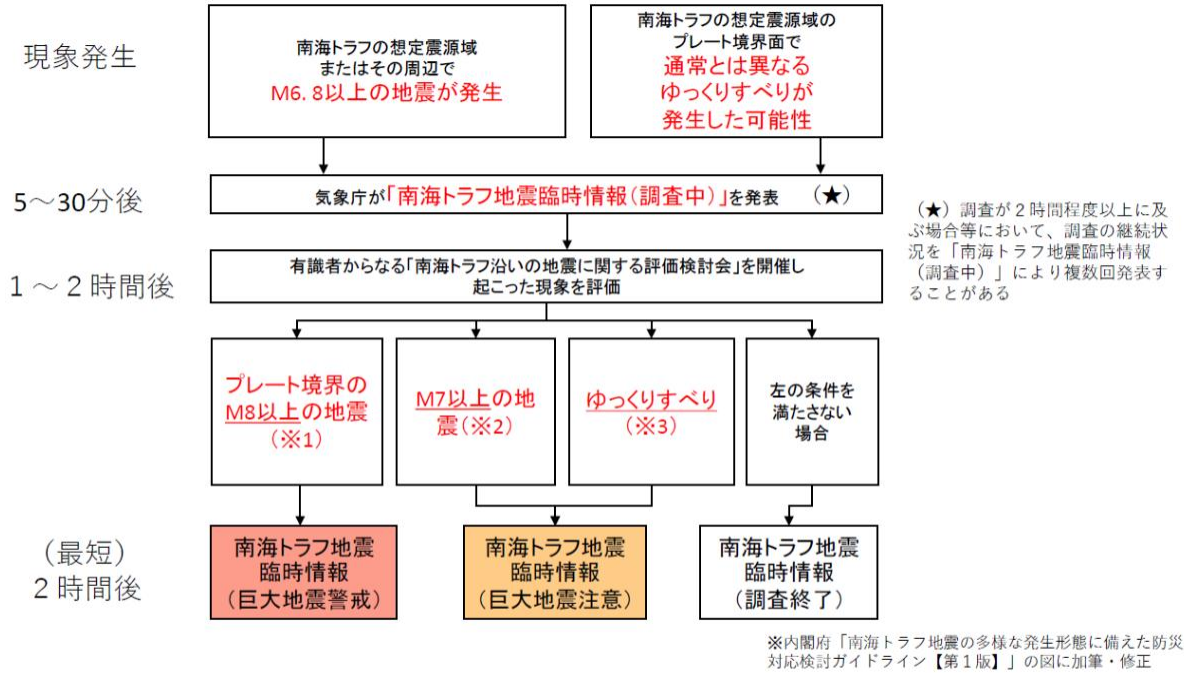 現象発生
南海トラフの想定震源域
またはその周辺で
M6.8以上の地震が発生
南海トラフの想定震源域の
プレート境界面で
通常とは異なる
ゆっくりすべりが
発生した可能性
5～30分後
気象庁が「南海トラフ地震臨時情報(調査中)」を発表 (★)
(★)調査が２時間程度以上に及
ぶ場合等において、調査の継続状
況を「南海トラフ地震臨時情報
(調査中)」により複数回発表す
ることがある
１～２時間後
有識者からなる「南海トラフ沿いの地震に関する評価検討会」を開催し
起こった現象を評価
プレート境界の
M8以上の地震
(※1)
M7以上の地
震(※2)
ゆっくりすべり
(※3)
左の条件を
満たさない
場合
(最短)
２時間後
南海トラフ地震
臨時情報
(巨大地震警戒)
南海トラフ地震
臨時情報
(巨大地震注意)
南海トラフ地震
臨時情報
(調査終了)
※内閣府「南海トラフ地震の多様な発生形態に備えた防災
対応検討ガイドライン【第１版】」の図に加筆・修正